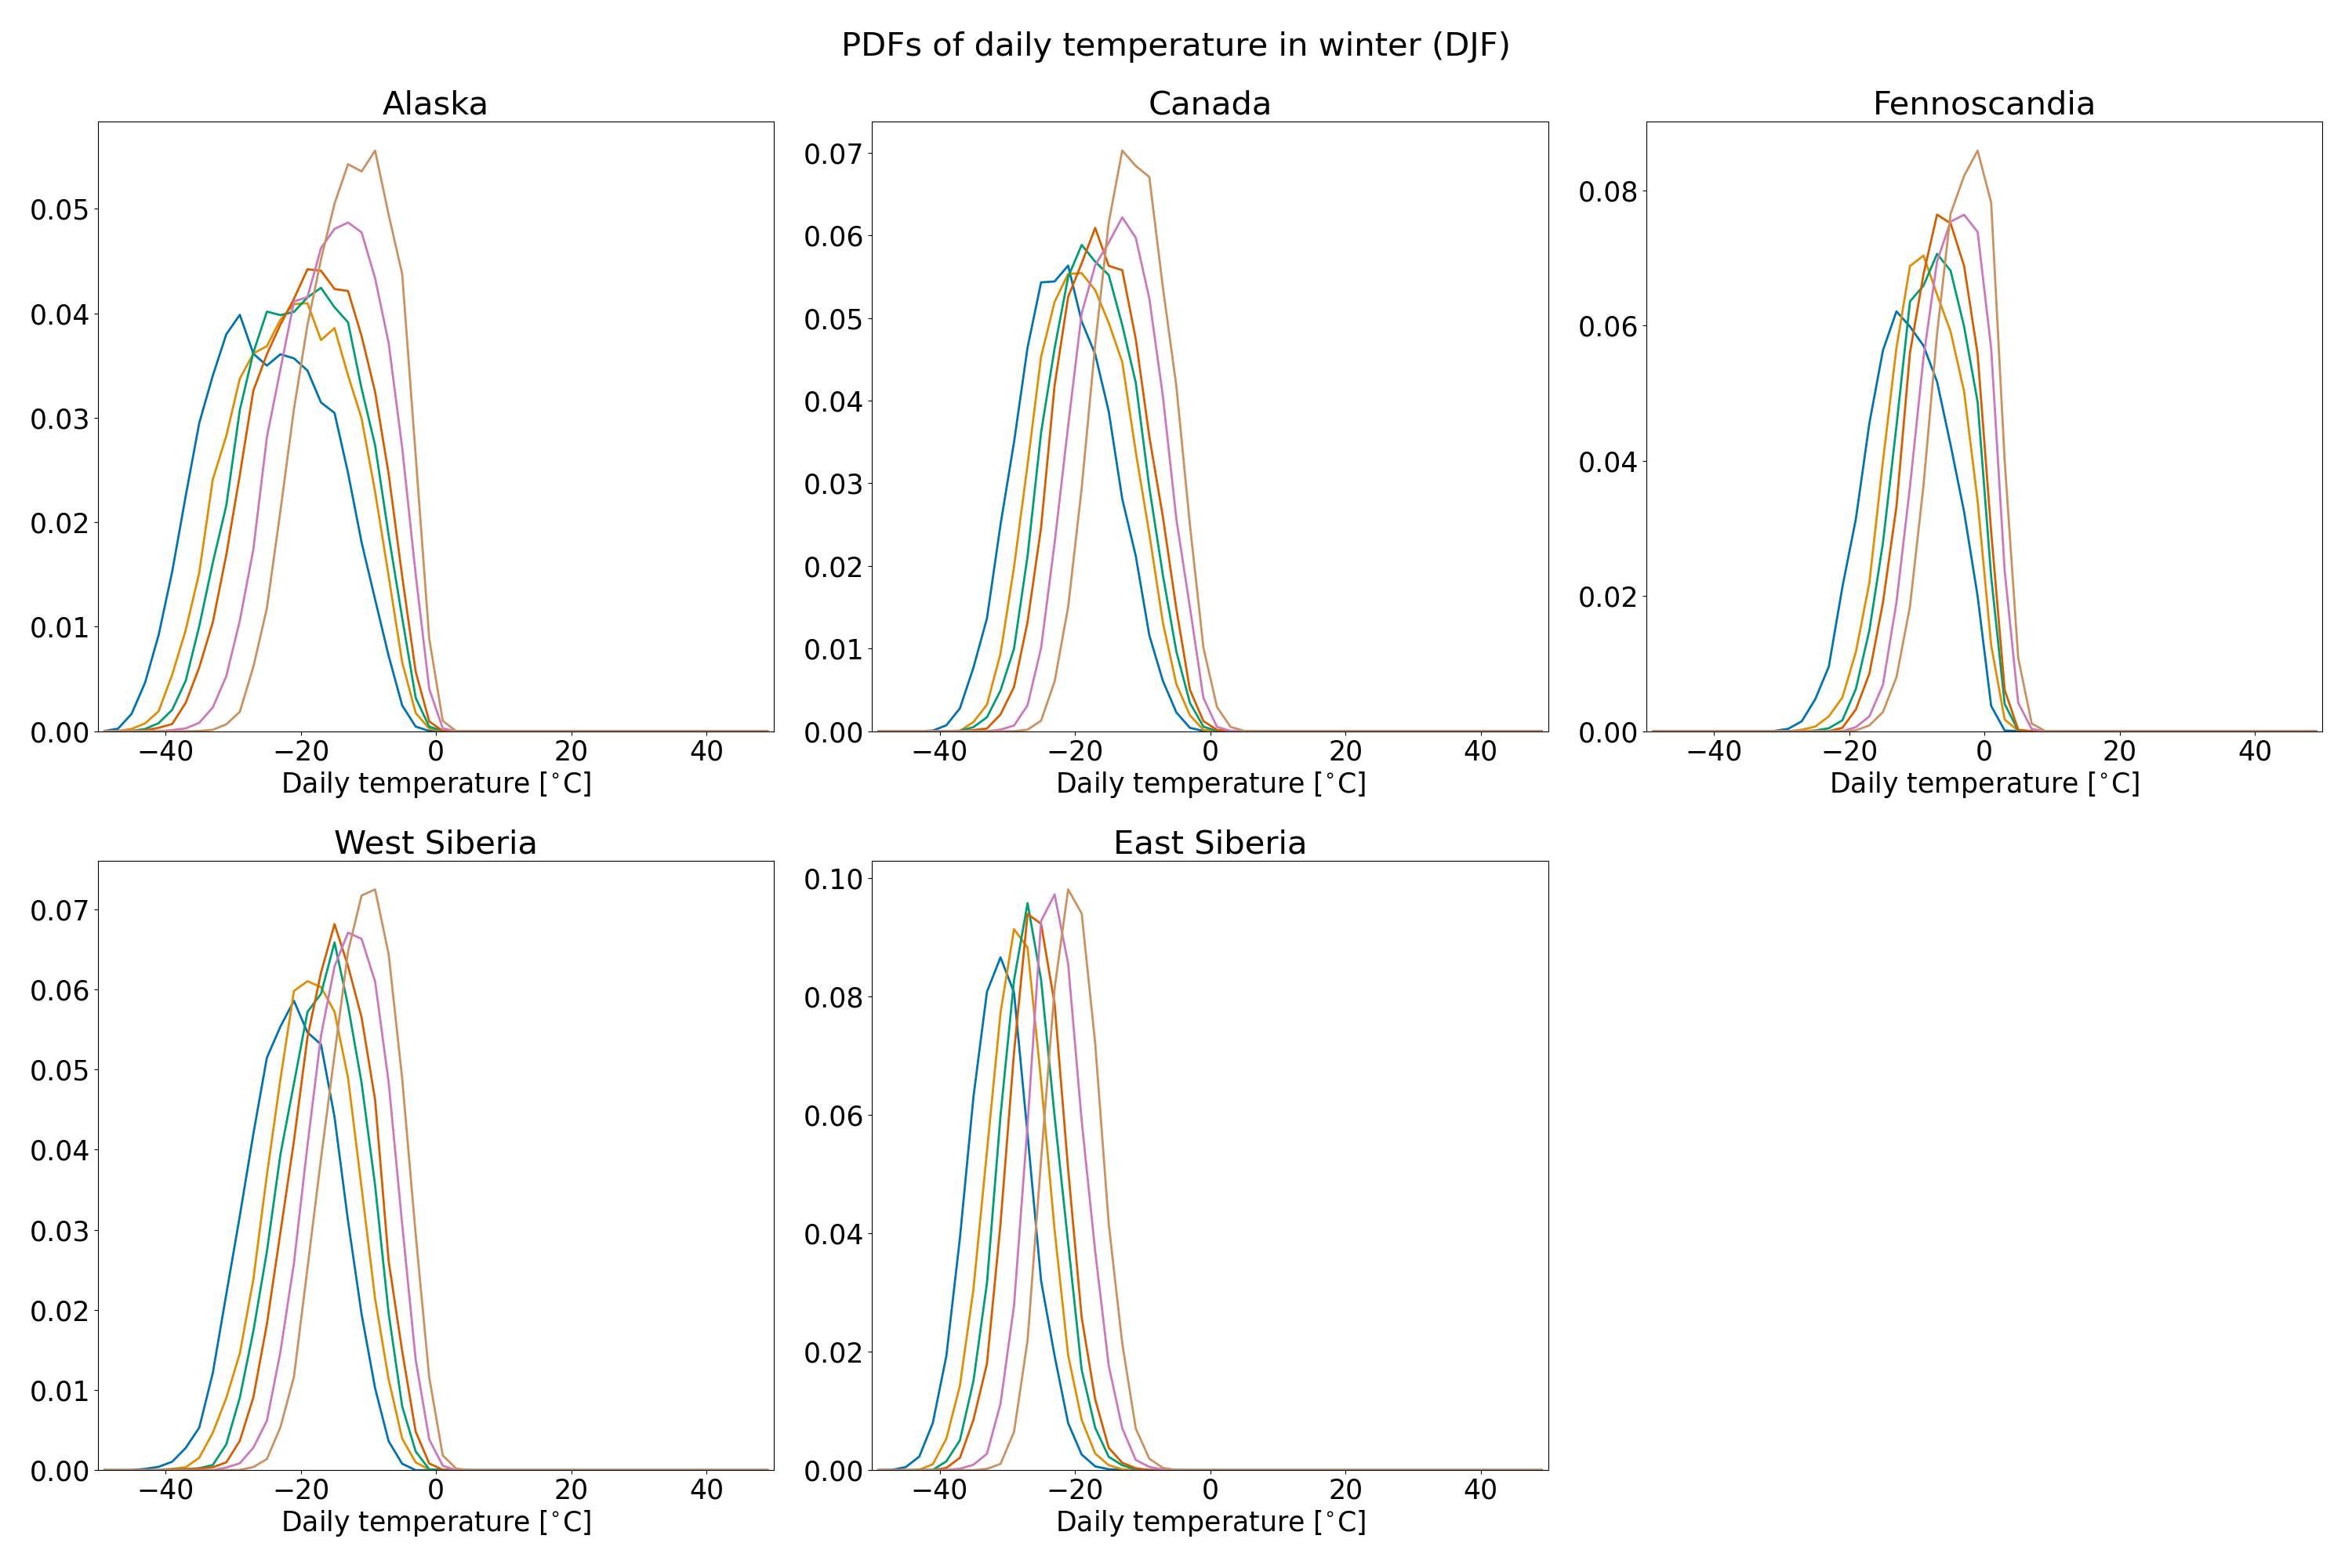 PDFs of daily temperature in winter (DJF)
Alaska
0.05
0.04
0.03
0.02
0.01
0.00
−40 −20 0 20 40
Daily temperature [°C]
Canada
0.07
0.06
0.05
0.04
0.03
0.02
0.01
0.00
−40 −20 0 20 40
Daily temperature [°C]
Fennoscandia
0.08
0.06
0.04
0.02
0.00
−40 −20 0 20 40
Daily temperature [°C]
West Siberia
0.07
0.06
0.05
0.04
0.03
0.02
0.01
0.00
−40 −20 0 20 40
Daily temperature [°C]
East Siberia
0.10
0.08
0.06
0.04
0.02
0.00
−40 −20 0 20 40
Daily temperature [°C]